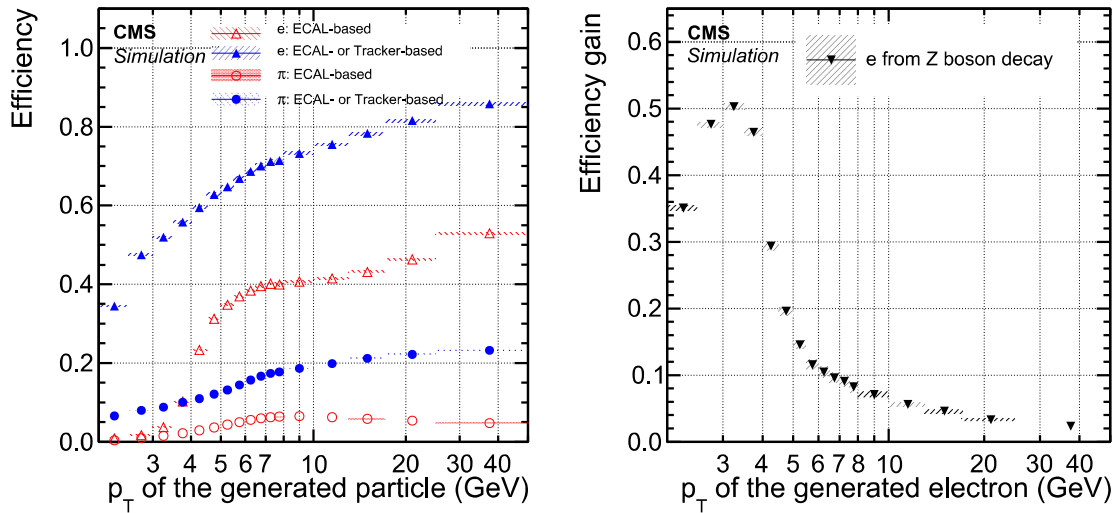 CMS
Simulation
e: ECAL-based
e: ECAL- or Tracker-based
π: ECAL-based
π: ECAL- or Tracker-based
Efficiency
1.0
0.8
0.6
0.4
0.2
0.0
3 4 5 6 7 10 20 30 40
p_T of the generated particle (GeV)
CMS
Simulation
e from Z boson decay
Efficiency gain
0.6
0.5
0.4
0.3
0.2
0.1
0.0
3 4 5 6 7 8 10 20 30 40
p_T of the generated electron (GeV)